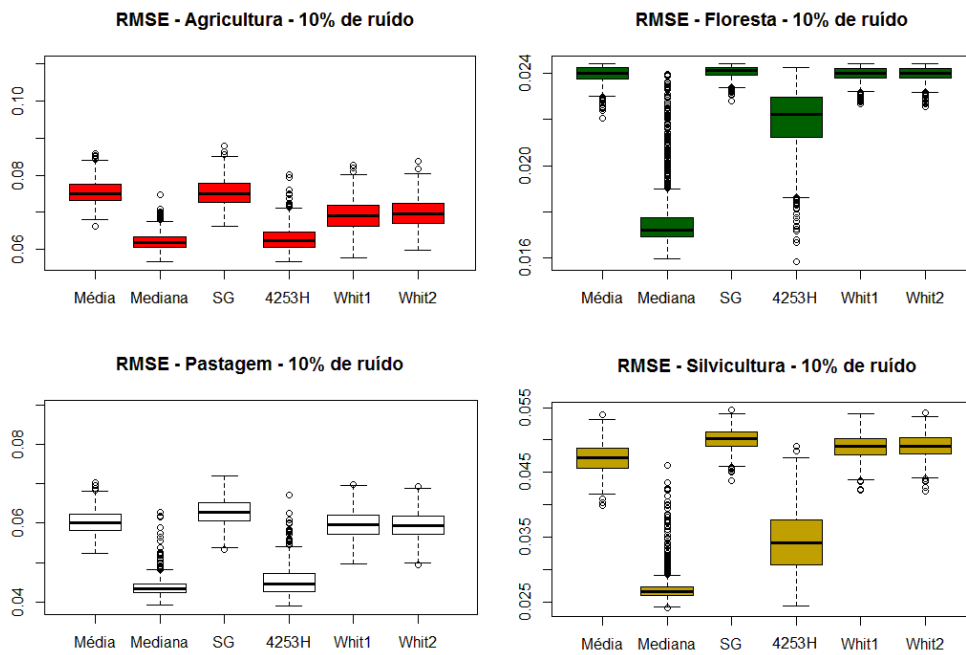 RMSE - Agricultura - 10% de ruído
0.10
0.08
0.06
Média Mediana SG 4253H Whit1 Whit2
RMSE - Floresta - 10% de ruído
0.024
0.020
0.016
Média Mediana SG 4253H Whit1 Whit2
RMSE - Pastagem - 10% de ruído
0.08
0.06
0.04
Média Mediana SG 4253H Whit1 Whit2
RMSE - Silvicultura - 10% de ruído
0.055
0.045
0.035
0.025
Média Mediana SG 4253H Whit1 Whit2